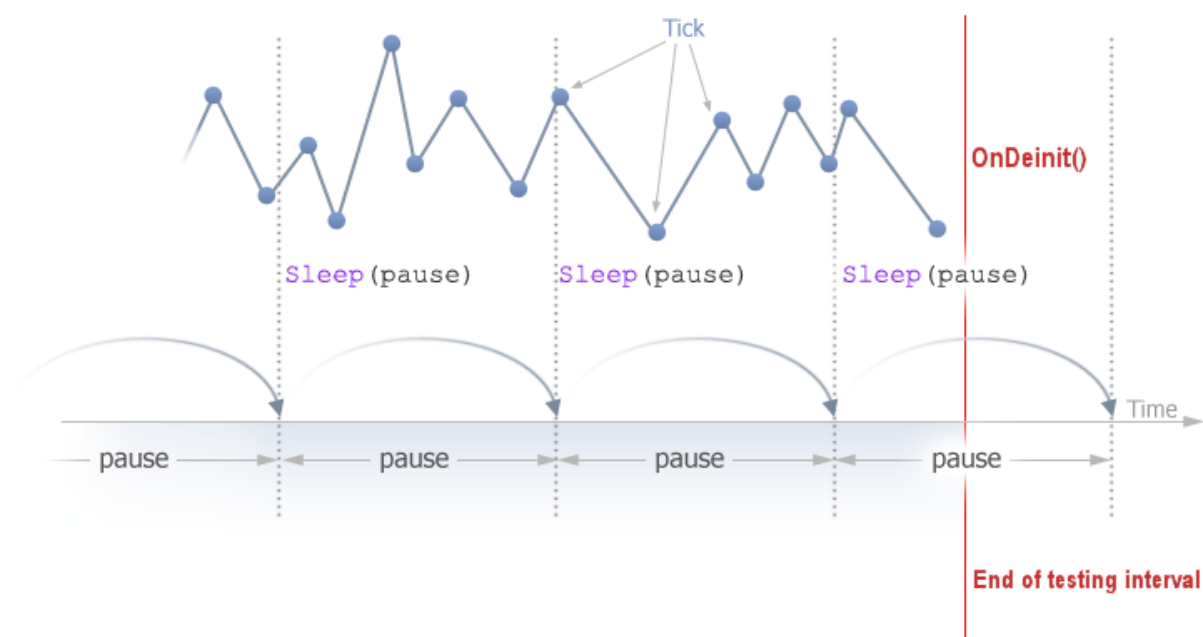 Tick
OnDeinit()
Sleep(pause) Sleep(pause) Sleep(pause)
Time
pause pause pause pause
End of testing interval